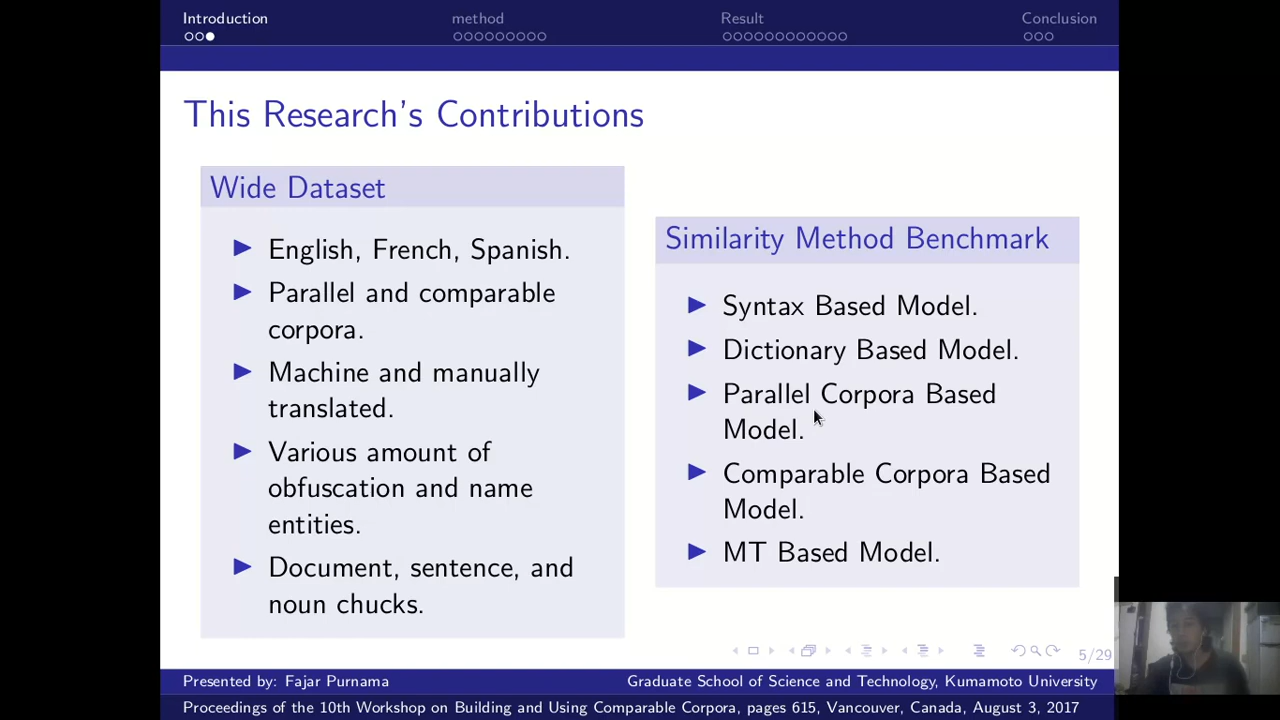 Introduction
method
Result
Conclusion
This Research's Contributions
Wide Dataset
English, French, Spanish.
Parallel and comparable
corpora.
Machine and manually
translated.
Various amount of
obfuscation and name
entities.
Document, sentence, and
noun chucks.
Similarity Method Benchmark
Syntax Based Model.
Dictionary Based Model.
Parallel Corpora Based
Model.
Comparable Corpora Based
Model.
MT Based Model.
5/29
Presented by: Fajar Purnama
Graduate School of Science and Technology, Kumamoto University
Proceedings of the 10th Workshop on Building and Using Comparable Corpora, pages 615, Vancouver, Canada, August 3, 2017